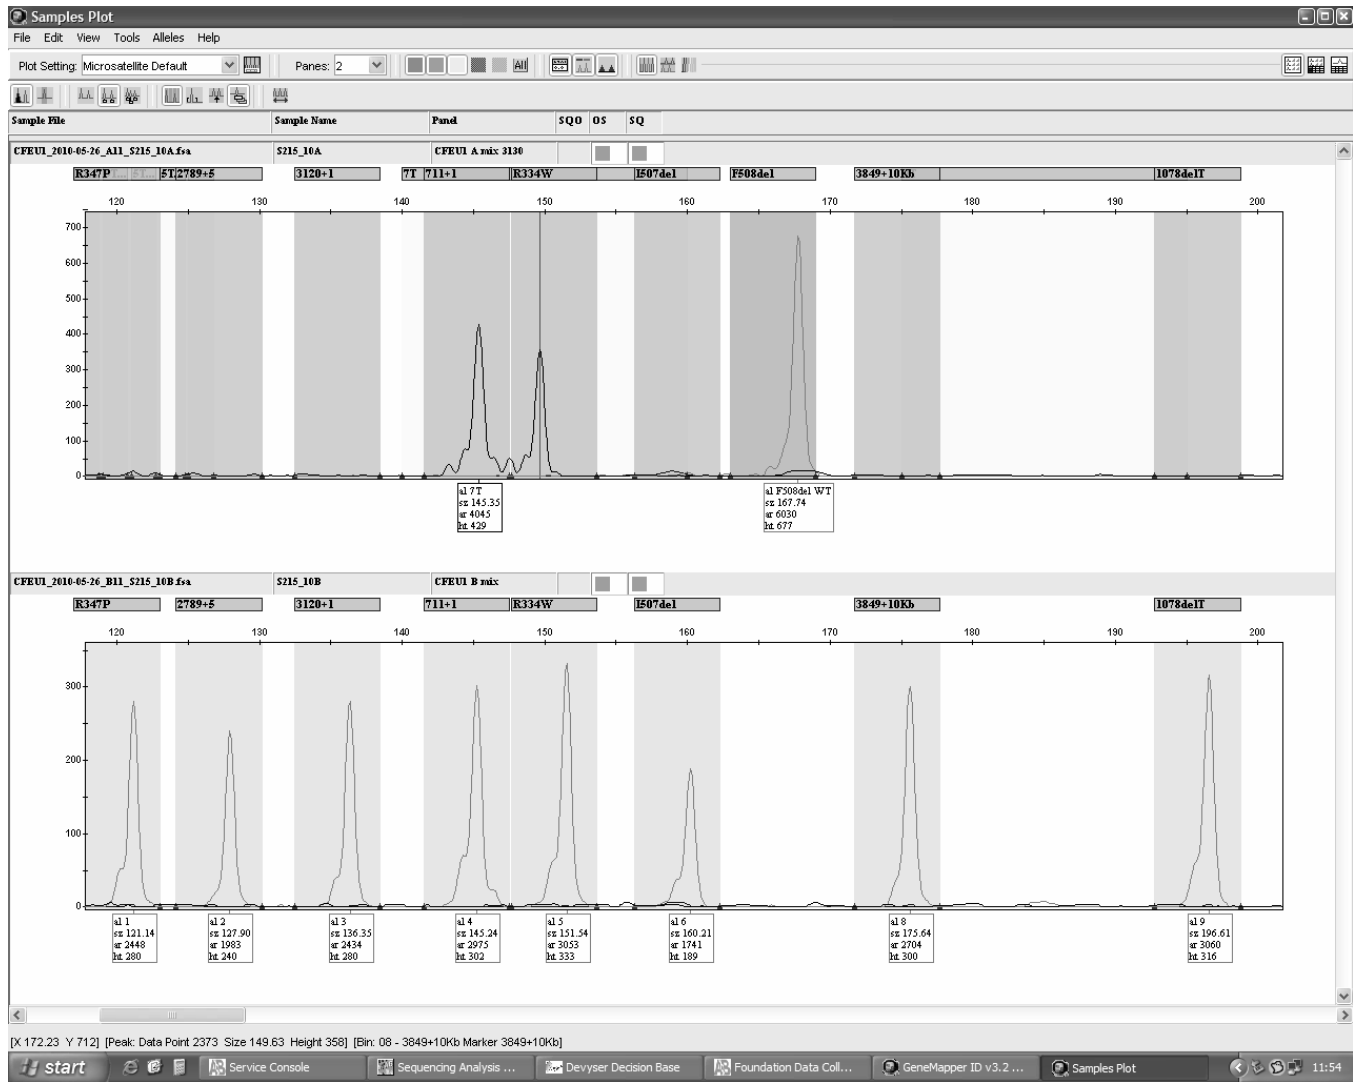 Samples Plot
File Edit View Tools Alleles Help
Plot Setting: Microsatellite Default Panes: 2 All
Sample File Sample Name Panel SQO OS SQ
CFEU1_2010-05-26_A11_S215_10A.fsa S215_10A CFEU1 A mix 3130
R347P 5T 2789+5 3120+1 7T 711+1 R334W I507del F508del 3849+10Kb 1078delT
120 130 140 150 160 170 180 190 200
700
600
500
400
300
200
100
0
al 7T al F508del WT
sz 145.35 sz 167.74
ar 4045 ar 6030
ht 429 ht 677
CFEU1_2010-05-26_B11_S215_10B.fsa S215_10B CFEU1 B mix
R347P 2789+5 3120+1 711+1 R334W I507del 3849+10Kb 1078delT
120 130 140 150 160 170 180 190 200
300
200
100
0
al 1 al 2 al 3 al 4 al 5 al 6 al 8 al 9
sz 121.14 sz 127.90 sz 136.35 sz 145.24 sz 151.54 sz 160.21 sz 175.64 sz 196.61
ar 2448 ar 1983 ar 2434 ar 2975 ar 3053 ar 1741 ar 2704 ar 3060
ht 280 ht 240 ht 280 ht 302 ht 333 ht 189 ht 300 ht 316
[X 172.23 Y 712] [Peak: Data Point 2373 Size 149.63 Height 358] [Bin: 08 - 3849+10Kb Marker 3849+10Kb]
start Service Console Sequencing Analysis ... Devyser Decision Base Foundation Data Coll... GeneMapper ID v3.2 ... Samples Plot 11:54